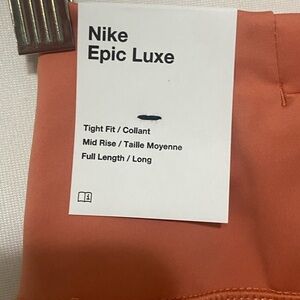 Nike
Epic Luxe
Tight Fit / Collant
Mid Rise / Taille Moyenne
Full Length / Long